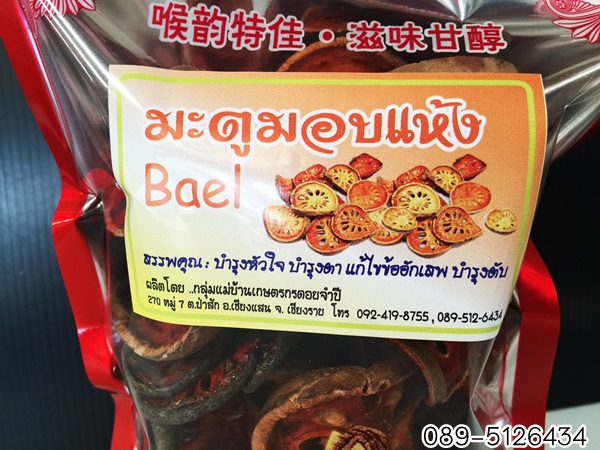 喉韵特佳・滋味甘醇
มะตูมอบแห้ง
Bael
สรรพคุณ : บำรุงหัวใจ บำรุงตา แก้ไขข้ออักเสพ บำรุงตับ
ผลิตโดย ..กลุ่มแม่บ้านเกษตรกรดอยจำปี
270 หมู่ 7 ต.ป่าสัก อ.เชียงแสน จ. เชียงราย โทร 092-419-8755 , 089-512-6434
089-5126434